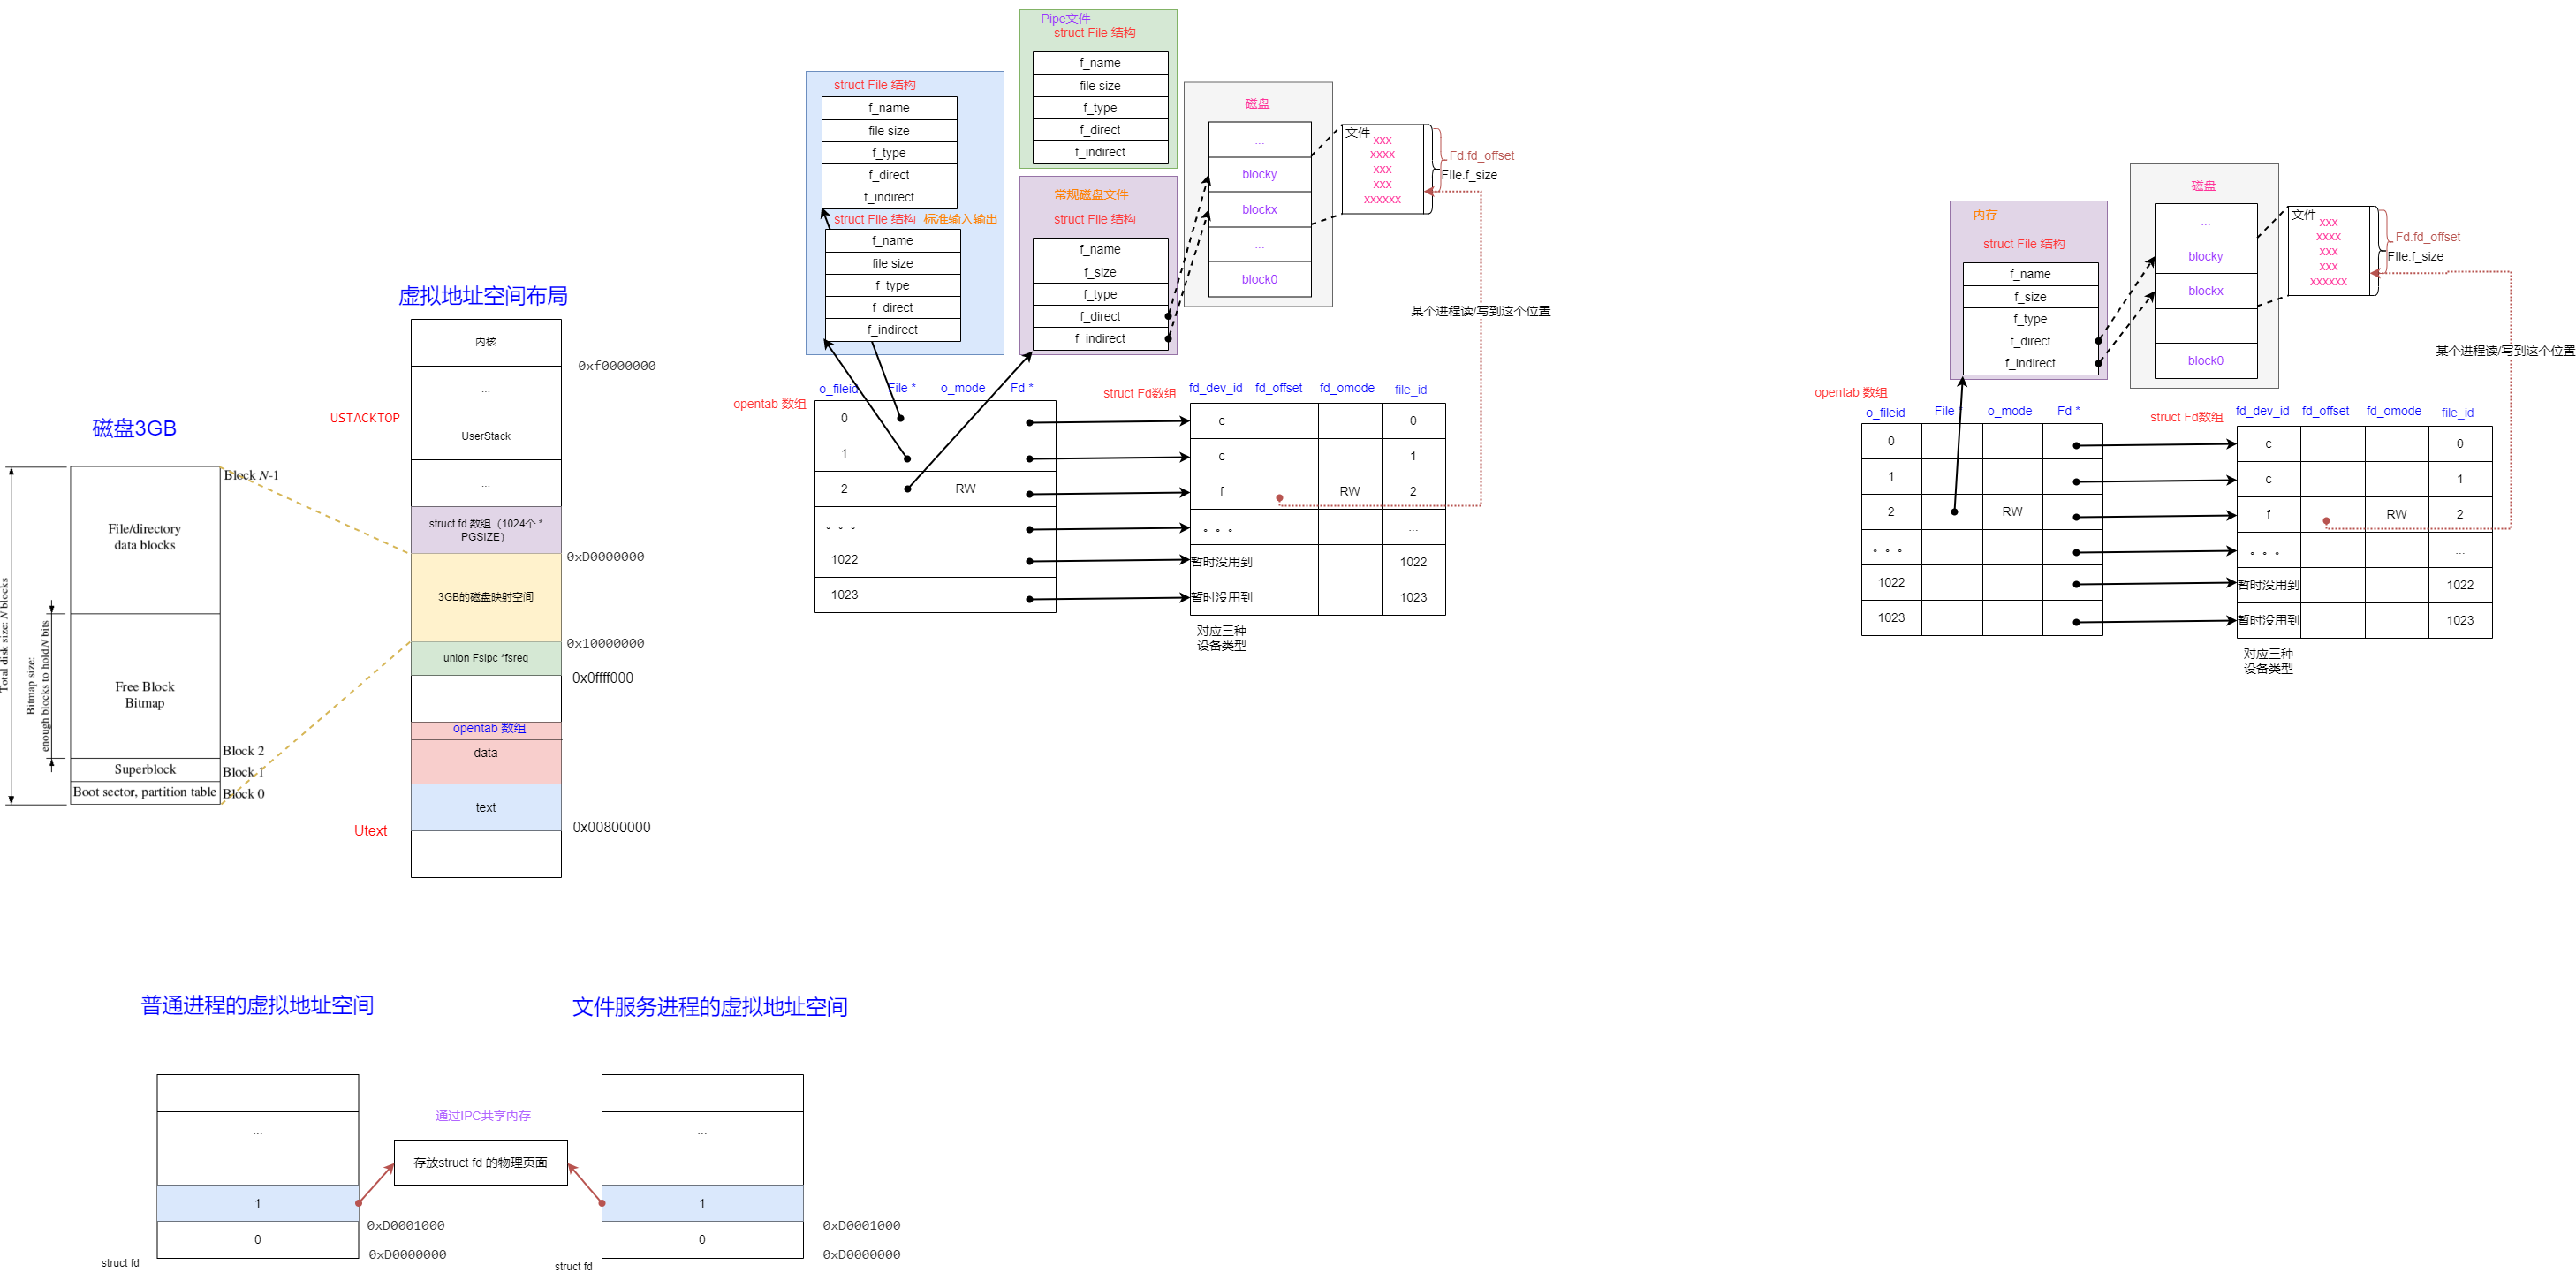 磁盘3GB
Block N-1
File/directory
data blocks
Free Block
Bitmap
Block 2
Superblock
Block 1
Boot sector, partition table
Block 0
Total disk size: N blocks
Bitmap size:
enough blocks to hold N bits
虚拟地址空间布局
内核
0xf0000000
...
USTACKTOP
UserStack
...
struct fd 数组（1024个 *
PGSIZE）
0xD0000000
3GB的磁盘映射空间
0x10000000
union Fsipc *fsreq
0x0ffff000
...
opentab 数组
data
text
Utext
0x00800000
struct File 结构
f_name
file size
f_type
f_direct
f_indirect
struct File 结构 标准输入输出
f_name
file size
f_type
f_direct
f_indirect
Pipe文件
struct File 结构
f_name
file size
f_type
f_direct
f_indirect
常规磁盘文件
struct File 结构
f_name
f_size
f_type
f_direct
f_indirect
磁盘
...
blocky
blockx
...
block0
文件
xxx
xxxx
xxx
xxx
xxxxxx
Fd.fd_offset
FIle.f_size
某个进程读/写到这个位置
opentab 数组
o_fileid File * o_mode Fd *
0
1
2 RW
。。。
1022
1023
struct Fd数组
fd_dev_id fd_offset fd_omode file_id
c 0
c 1
f RW 2
。。。 ...
暂时没用到 1022
暂时没用到 1023
对应三种
设备类型
内存
struct File 结构
f_name
f_size
f_type
f_direct
f_indirect
磁盘
...
blocky
blockx
...
block0
文件
xxx
xxxx
xxx
xxx
xxxxxx
Fd.fd_offset
FIle.f_size
某个进程读/写到这个位置
opentab 数组
o_fileid File * o_mode Fd *
0
1
2 RW
。。。
1022
1023
struct Fd数组
fd_dev_id fd_offset fd_omode file_id
c 0
c 1
f RW 2
。。。 ...
暂时没用到 1022
暂时没用到 1023
对应三种
设备类型
普通进程的虚拟地址空间
...
1
0xD0001000
0
0xD0000000
struct fd
通过IPC共享内存
存放struct fd 的物理页面
文件服务进程的虚拟地址空间
...
1
0xD0001000
0
0xD0000000
struct fd